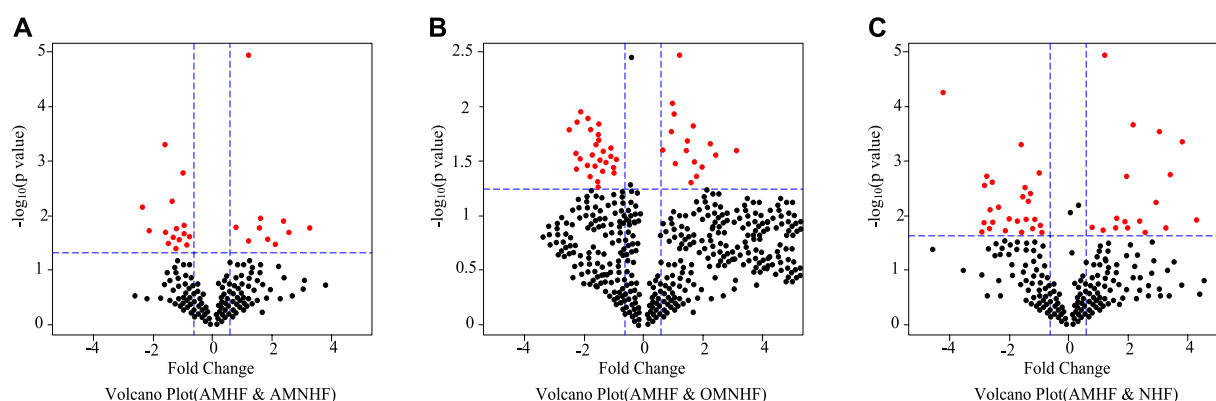 A
B
C
-log10(p value)
5
4
3
2
1
0
-4
-2
0
2
4
Fold Change
Volcano Plot(AMHF & AMNHF)
-log10(p value)
2.5
2
1.5
1
0.5
0
-4
-2
0
2
4
Fold Change
Volcano Plot(AMHF & OMNHF)
-log10(p value)
5
4
3
2
1
0
-4
-2
0
2
4
Fold Change
Volcano Plot(AMHF & NHF)